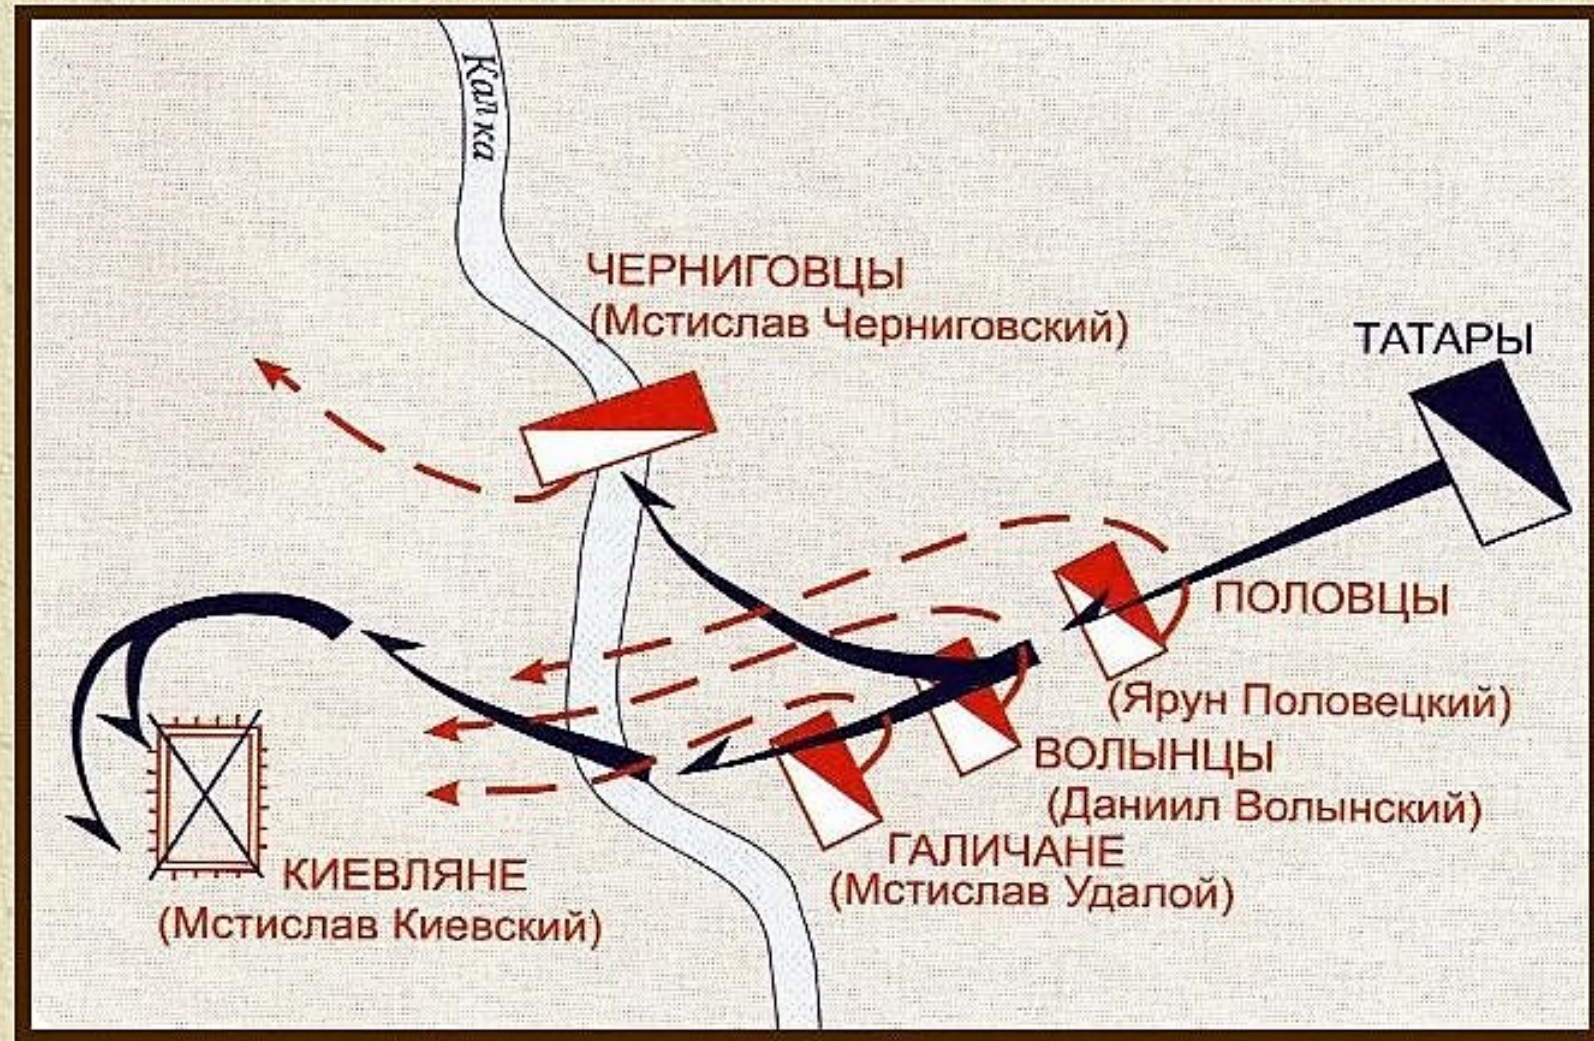 Калка
ЧЕРНИГОВЦЫ
(Мстислав Черниговский)
ТАТАРЫ
ПОЛОВЦЫ
(Ярун Половецкий)
ВОЛЫНЦЫ
(Даниил Волынский)
ГАЛИЧАНЕ
(Мстислав Удалой)
КИЕВЛЯНЕ
(Мстислав Киевский)